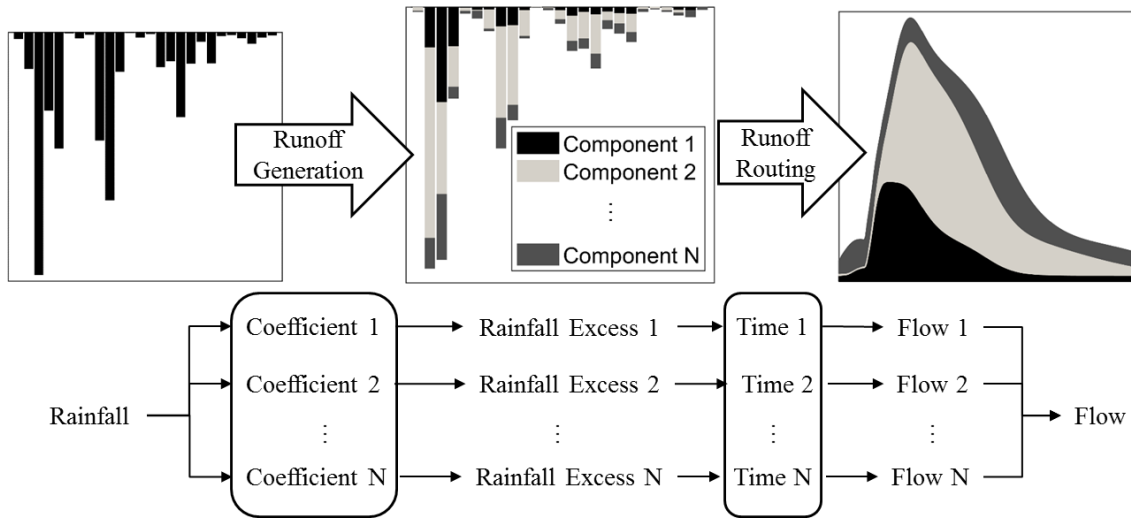 Runoff
Generation
Component 1
Component 2
⋮
Component N
Runoff
Routing
Rainfall
Coefficient 1
Rainfall Excess 1
Time 1
Flow 1
Coefficient 2
Rainfall Excess 2
Time 2
Flow 2
⋮
⋮
⋮
⋮
Coefficient N
Rainfall Excess N
Time N
Flow N
Flow